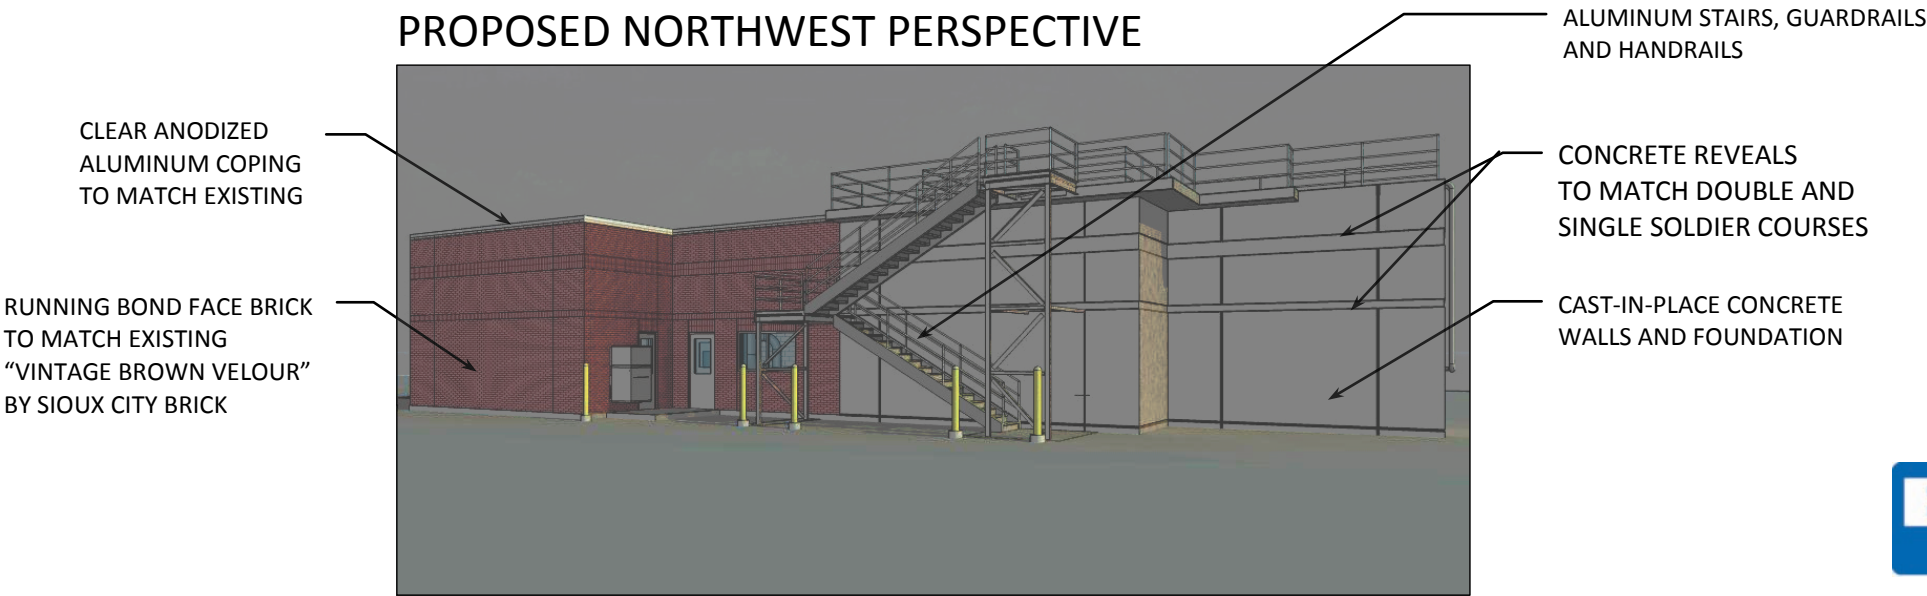 PROPOSED NORTHWEST PERSPECTIVE
ALUMINUM STAIRS, GUARDRAILS
AND HANDRAILS
CLEAR ANODIZED
ALUMINUM COPING
TO MATCH EXISTING
CONCRETE REVEALS
TO MATCH DOUBLE AND
SINGLE SOLDIER COURSES
RUNNING BOND FACE BRICK
TO MATCH EXISTING
“VINTAGE BROWN VELOUR”
BY SIOUX CITY BRICK
CAST-IN-PLACE CONCRETE
WALLS AND FOUNDATION